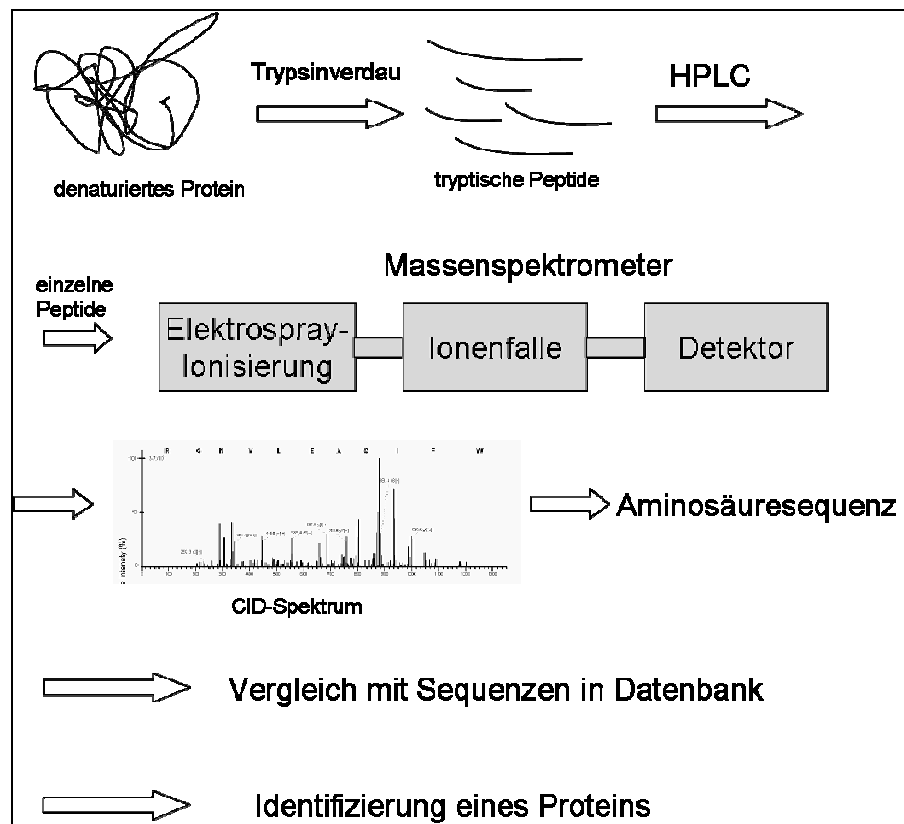 Trypsinverdau
HPLC
denaturiertes Protein
tryptische Peptide
einzelne
Peptide
Massenspektrometer
Elektrospray-
Ionisierung
Ionenfalle
Detektor
Aminosäuresequenz
CID-Spektrum
Vergleich mit Sequenzen in Datenbank
Identifizierung eines Proteins